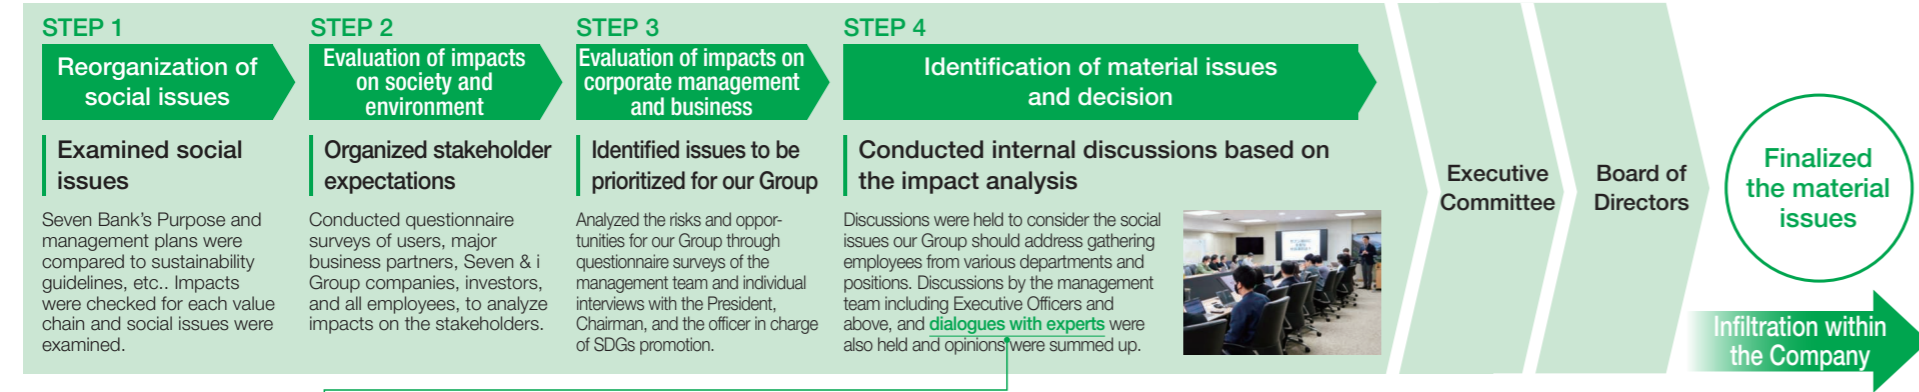 STEP 1
Reorganization of
social issues
Examined social
issues
Seven Bank's Purpose and
management plans were
compared to sustainability
guidelines, etc.. Impacts
were checked for each value
chain and social issues were
examined.
STEP 2
Evaluation of impacts
on society and
environment
Organized stakeholder
expectations
Conducted questionnaire
surveys of users, major
business partners, Seven & i
Group companies, investors,
and all employees, to analyze
impacts on the stakeholders.
STEP 3
Evaluation of impacts on
corporate management
and business
Identified issues to be
prioritized for our Group
Analyzed the risks and oppor-
tunities for our Group through
questionnaire surveys of the
management team and individual
interviews with the President,
Chairman, and the officer in charge
of SDGs promotion.
STEP 4
Identification of material issues
and decision
Conducted internal discussions based on
the impact analysis
Discussions were held to consider the social
issues our Group should address gathering
employees from various departments and
positions. Discussions by the management
team including Executive Officers and
above, and dialogues with experts were
also held and opinions were summed up.
Executive
Committee
Board of
Directors
Finalized
the material
issues
Infiltration within
the Company